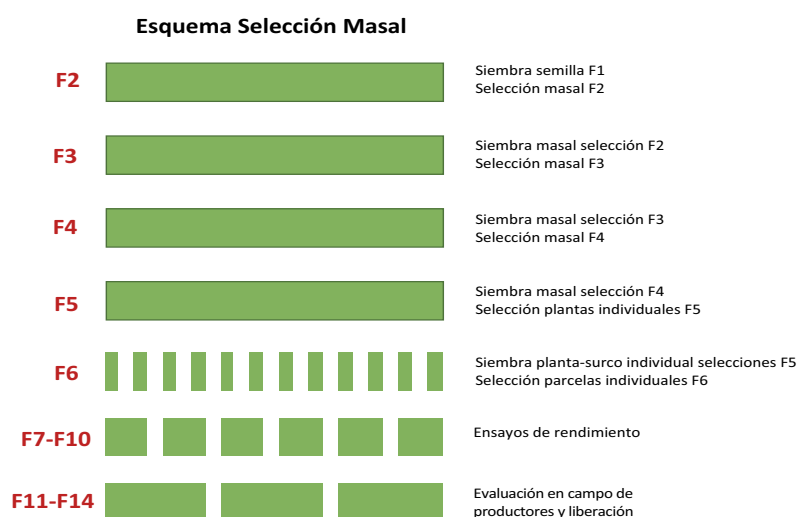 Esquema Selección Masal
F2
Siembra semilla F1
Selección masal F2
F3
Siembra masal selección F2
Selección masal F3
F4
Siembra masal selección F3
Selección masal F4
F5
Siembra masal selección F4
Selección plantas individuales F5
F6
Siembra planta-surco individual selecciones F5
Selección parcelas individuales F6
F7-F10
Ensayos de rendimiento
F11-F14
Evaluación en campo de
productores y liberación